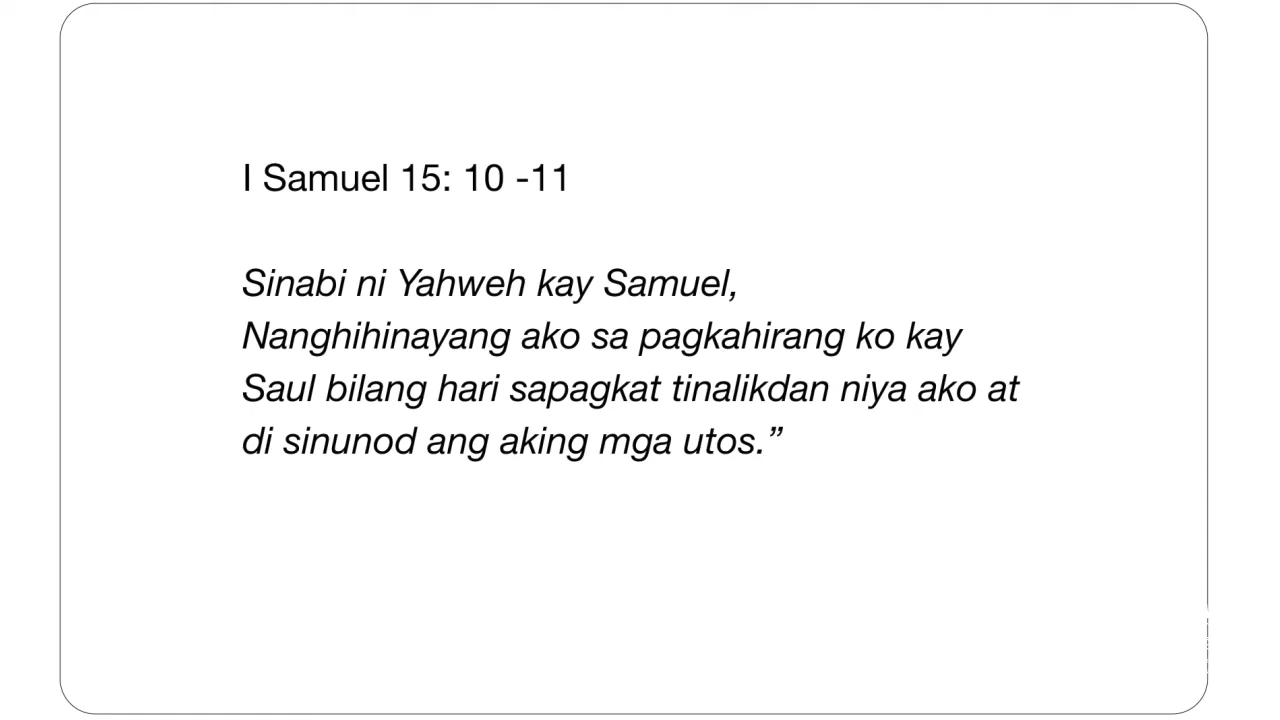 I Samuel 15: 10 -11
Sinabi ni Yahweh kay Samuel,
Nanghihinayang ako sa pagkahirang ko kay
Saul bilang hari sapagkat tinalikdan niya ako at
di sinunod ang aking mga utos.”